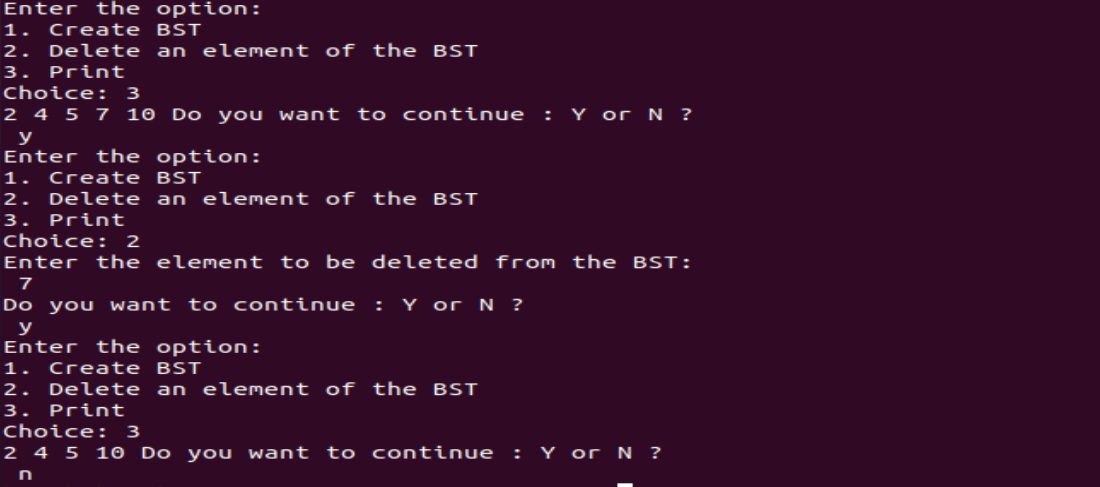 Enter the option:
1. Create BST
2. Delete an element of the BST
3. Print
Choice: 3
2 4 5 7 10 Do you want to continue : Y or N ?
y
Enter the option:
1. Create BST
2. Delete an element of the BST
3. Print
Choice: 2
Enter the element to be deleted from the BST:
7
Do you want to continue : Y or N ?
y
Enter the option:
1. Create BST
2. Delete an element of the BST
3. Print
Choice: 3
2 4 5 10 Do you want to continue : Y or N ?
n